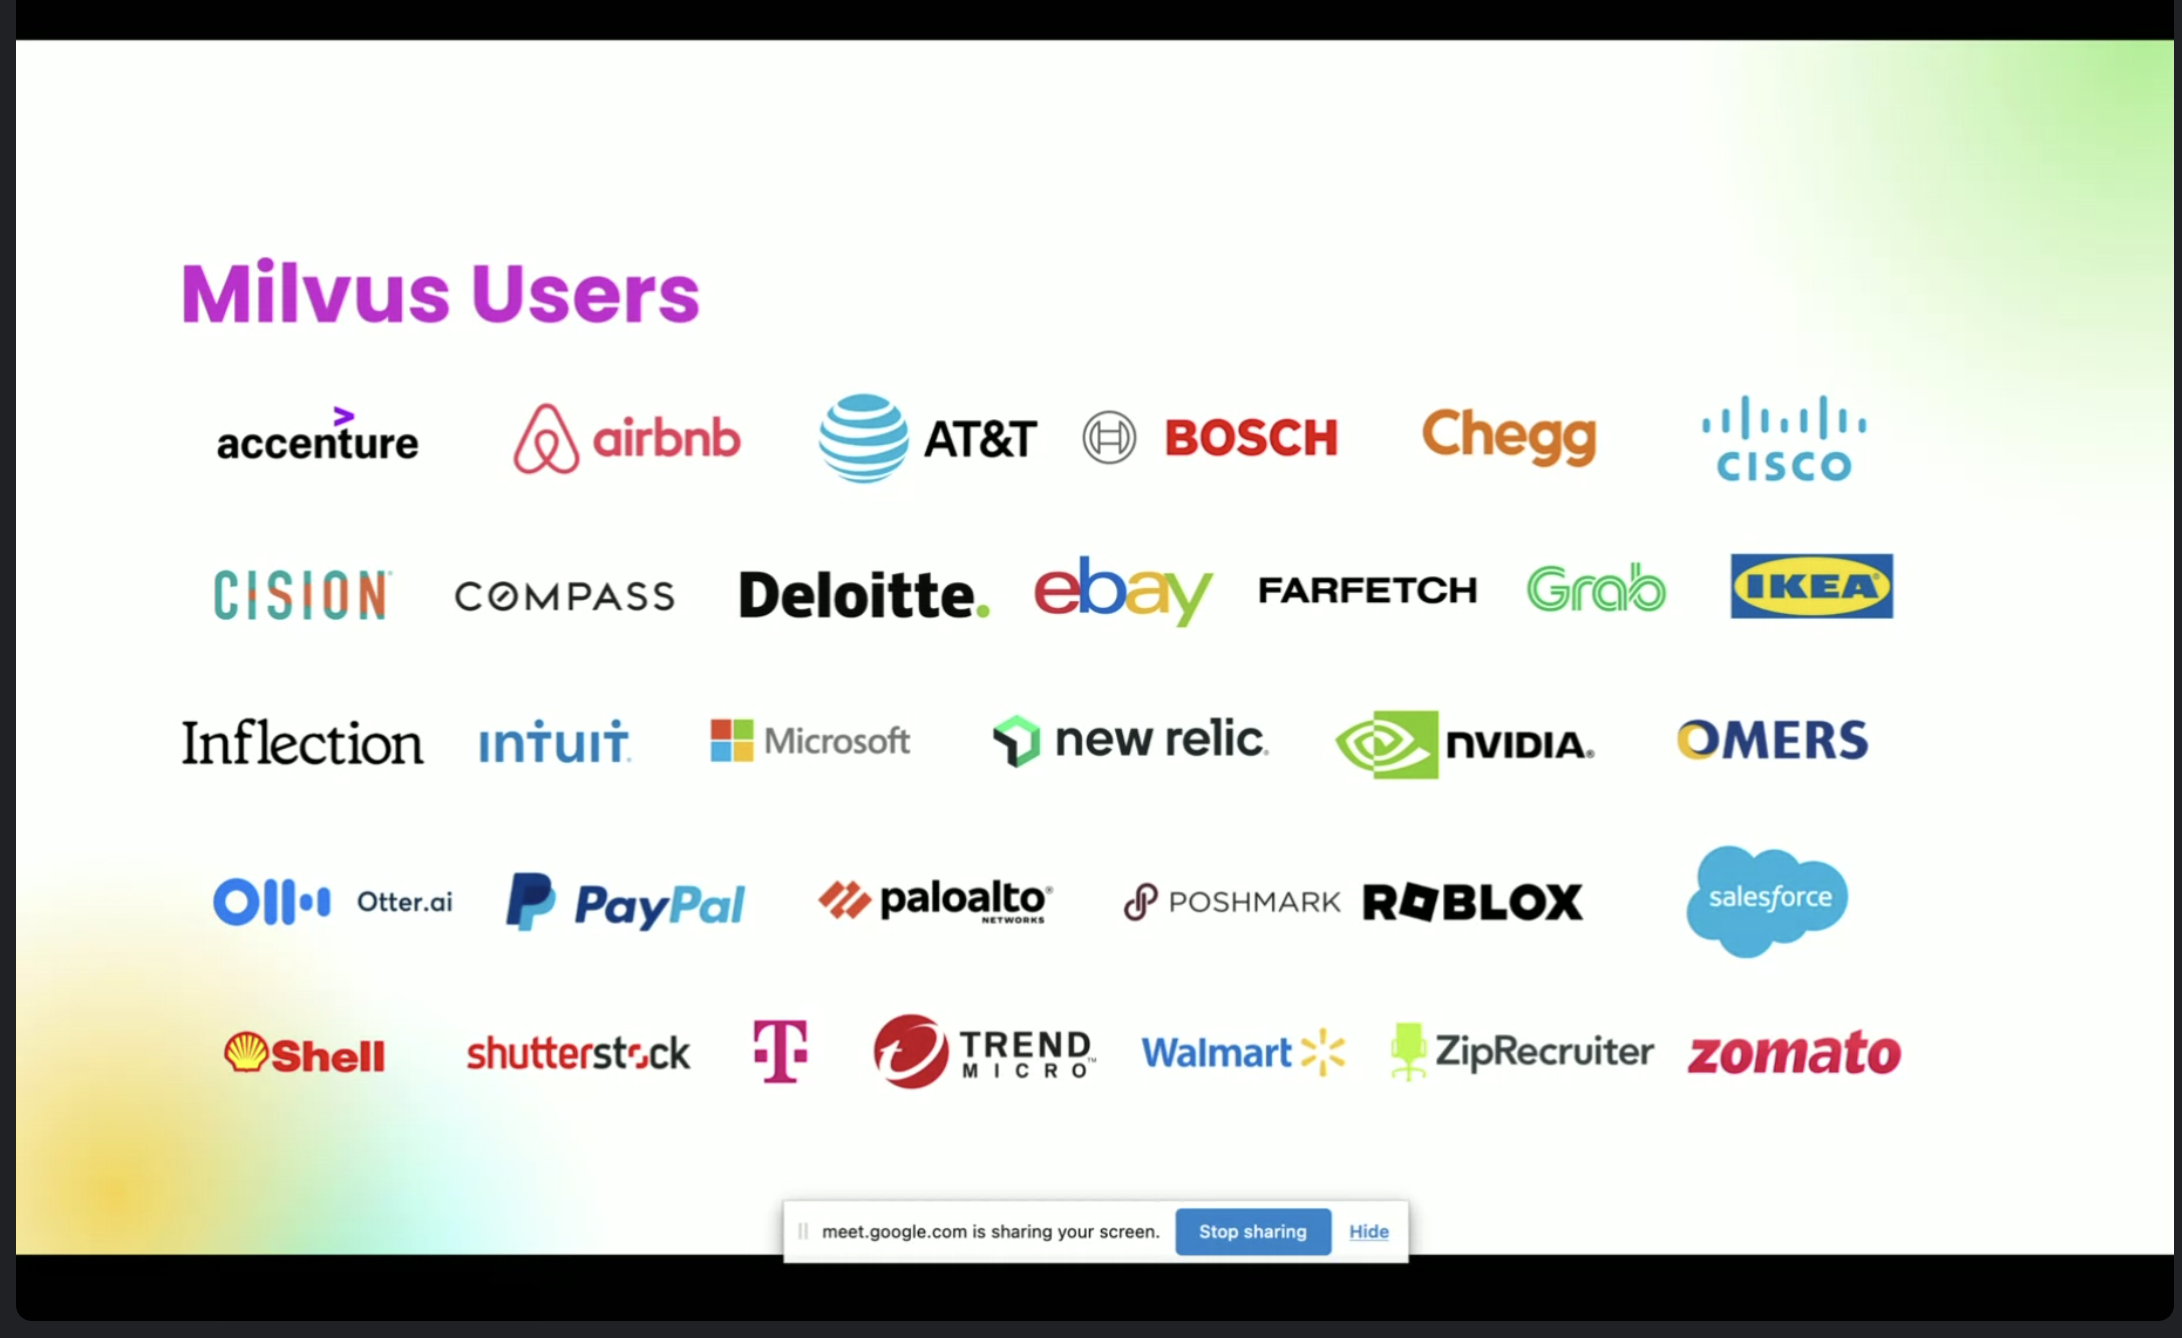 Milvus Users
accenture airbnb AT&T BOSCH Chegg CISCO
CISION COMPASS Deloitte. ebay FARFETCH Grab IKEA
Inflection intuit Microsoft new relic NVIDIA OMERS
Otter.ai PayPal paloalto NETWORKS POSHMARK ROBLOX salesforce
Shell shutterstock T TREND MICRO Walmart ZipRecruiter zomato
meet.google.com is sharing your screen. Stop sharing Hide